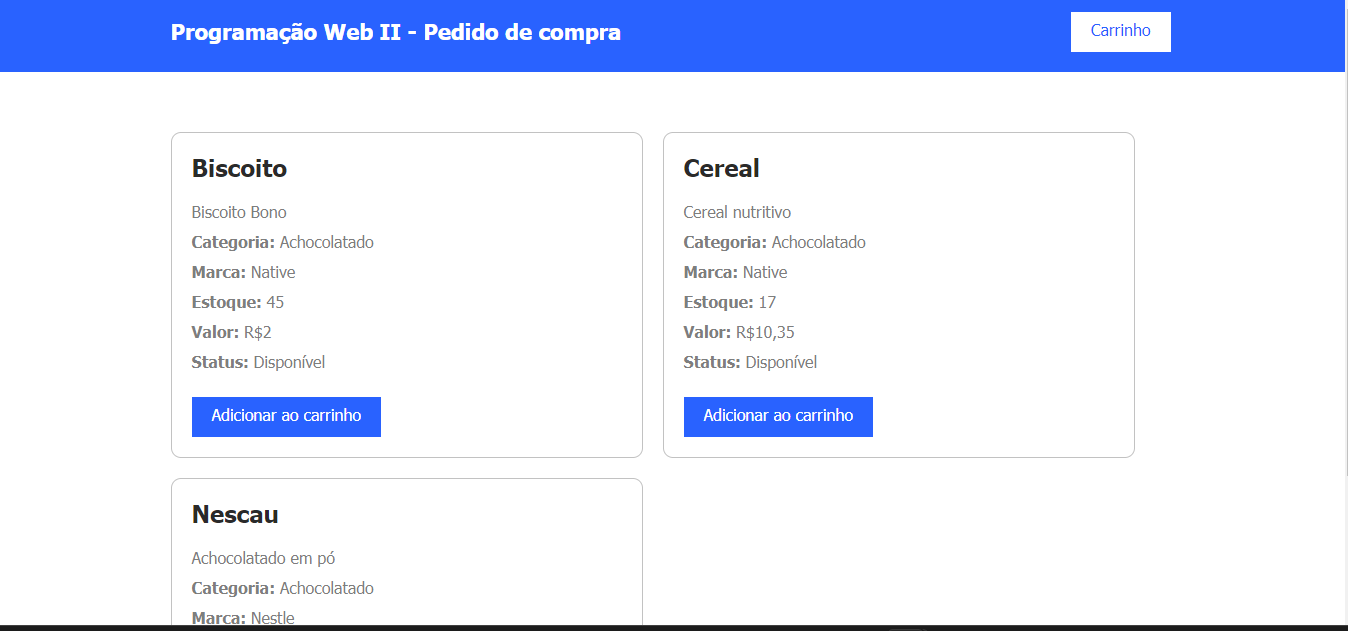 Programação Web II - Pedido de compra
Carrinho
Biscoito
Biscoito Bono
Categoria: Achocolatado
Marca: Native
Estoque: 45
Valor: R$2
Status: Disponível
Adicionar ao carrinho
Cereal
Cereal nutritivo
Categoria: Achocolatado
Marca: Native
Estoque: 17
Valor: R$10,35
Status: Disponível
Adicionar ao carrinho
Nescau
Achocolatado em pó
Categoria: Achocolatado
Marca: Nestle